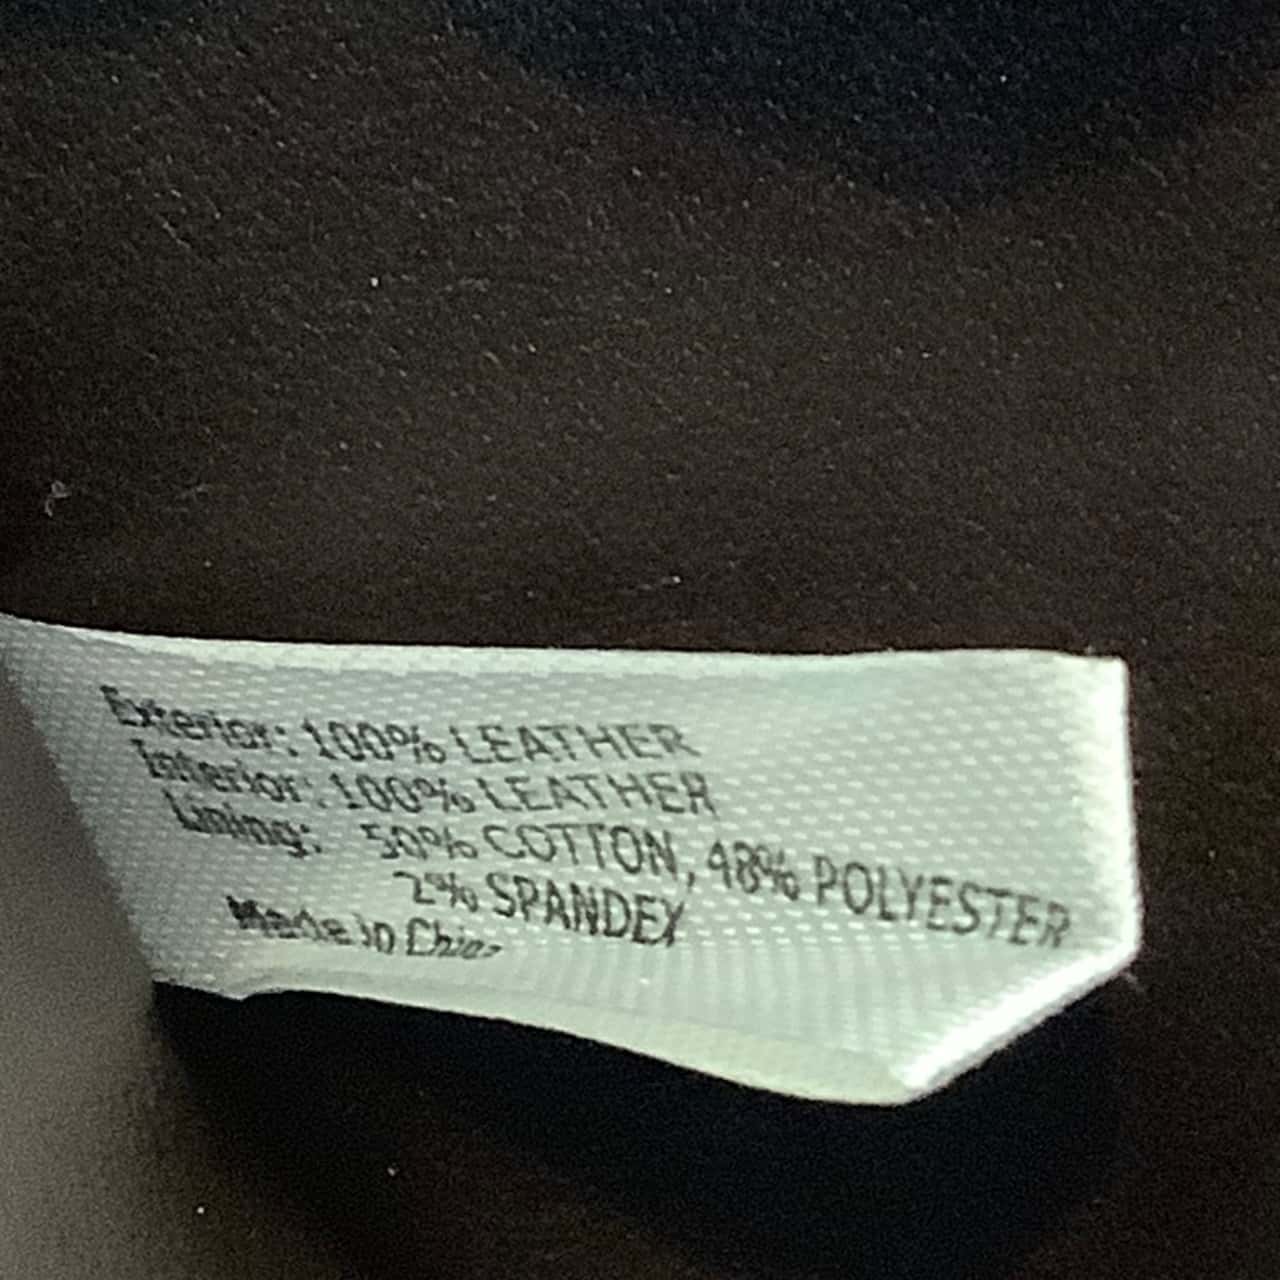 Exterior: 100% LEATHER
Interior: 100% LEATHER
Lining: 50% COTTON, 48% POLYESTER
2% SPANDEX
Made in China